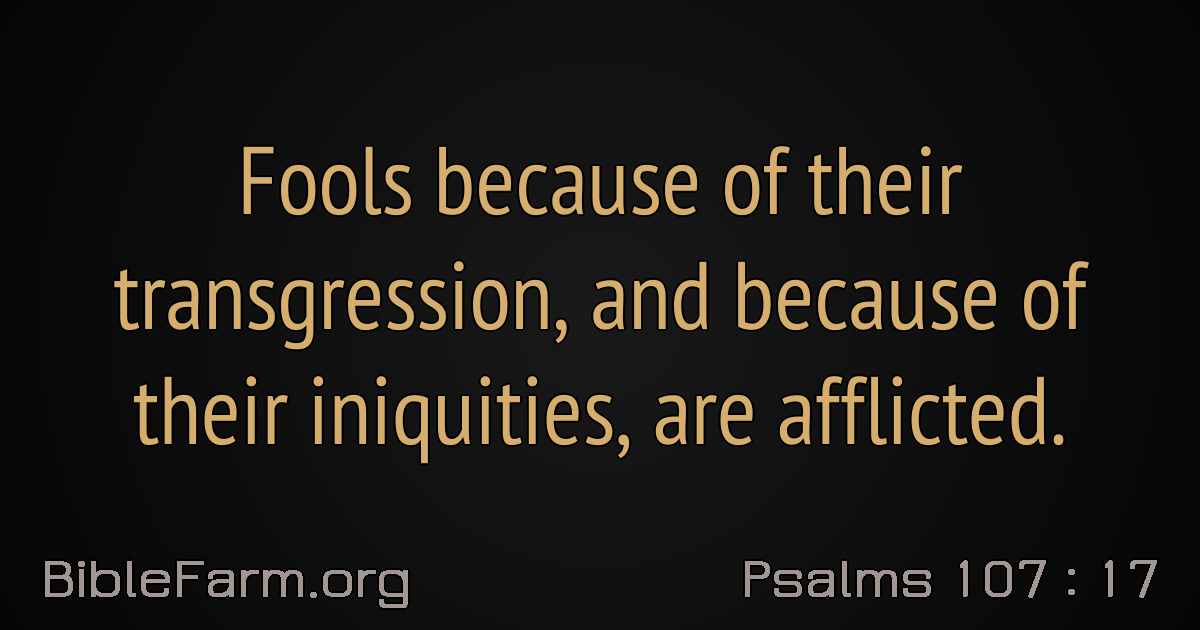 Fools because of their
transgression, and because of
their iniquities, are afflicted.
BibleFarm.org
Psalms 107 : 17